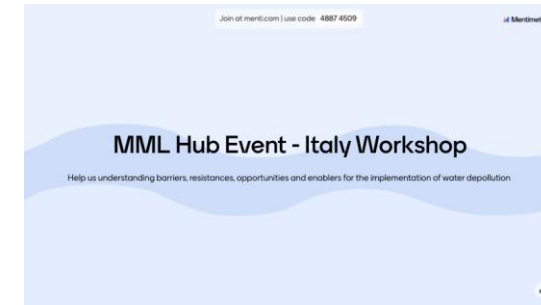 Join at menti.com | use code 4887 4509
MML Hub Event - Italy Workshop
Help us understanding barriers, resistances, opportunities and enablers for the implementation of water depollution